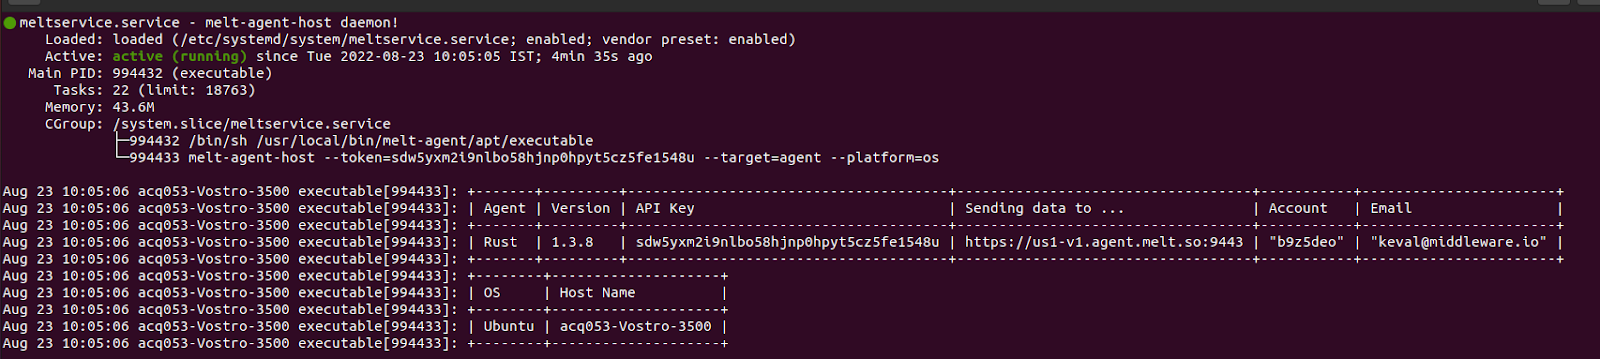 ● meltservice.service - melt-agent-host daemon!
     Loaded: loaded (/etc/systemd/system/meltservice.service; enabled; vendor preset: enabled)
     Active: active (running) since Tue 2022-08-23 10:05:05 IST; 4min 35s ago
   Main PID: 994432 (executable)
      Tasks: 22 (limit: 18763)
     Memory: 43.6M
     CGroup: /system.slice/meltservice.service
             ├─994432 /bin/sh /usr/local/bin/melt-agent/apt/executable
             └─994433 melt-agent-host --token=sdw5yxm2i9nlbo58hjnp0hpyt5cz5fe1548u --target=agent --platform=os
Aug 23 10:05:06 acq053-Vostro-3500 executable[994433]: +-------+---------+--------------------------------------+-----------------------------------+-----------+-----------------------+
Aug 23 10:05:06 acq053-Vostro-3500 executable[994433]: | Agent | Version | API Key                              | Sending data to ...               | Account   | Email                 |
Aug 23 10:05:06 acq053-Vostro-3500 executable[994433]: +-------+---------+--------------------------------------+-----------------------------------+-----------+-----------------------+
Aug 23 10:05:06 acq053-Vostro-3500 executable[994433]: | Rust  | 1.3.8   | sdw5yxm2i9nlbo58hjnp0hpyt5cz5fe1548u | https://us1-v1.agent.melt.so:9443 | "b9z5deo" | "keval@middleware.io" |
Aug 23 10:05:06 acq053-Vostro-3500 executable[994433]: +-------+---------+--------------------------------------+-----------------------------------+-----------+-----------------------+
Aug 23 10:05:06 acq053-Vostro-3500 executable[994433]: +--------+--------------------+
Aug 23 10:05:06 acq053-Vostro-3500 executable[994433]: | OS     | Host Name          |
Aug 23 10:05:06 acq053-Vostro-3500 executable[994433]: +--------+--------------------+
Aug 23 10:05:06 acq053-Vostro-3500 executable[994433]: | Ubuntu | acq053-Vostro-3500 |
Aug 23 10:05:06 acq053-Vostro-3500 executable[994433]: +--------+--------------------+